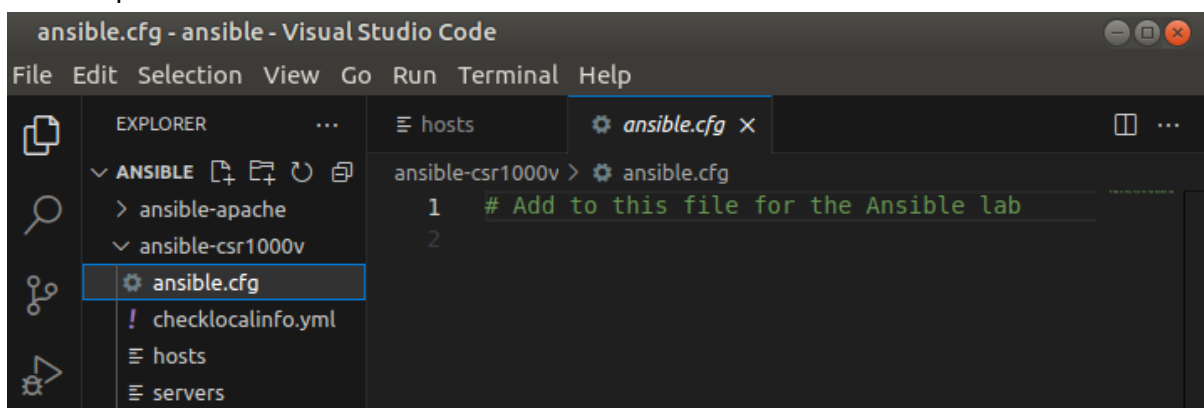 ansible.cfg - ansible - Visual Studio Code
File Edit Selection View Go Run Terminal Help
EXPLORER ...
hosts
ansible.cfg
ANSIBLE
ansible-csr1000v > ansible.cfg
> ansible-apache
1 # Add to this file for the Ansible lab
ansible-csr1000v
2
ansible.cfg
! checklocalinfo.yml
hosts
servers